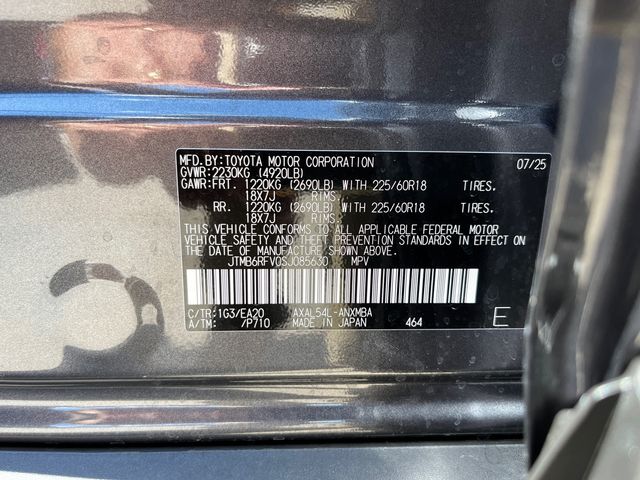 MFD.BY:TOYOTA MOTOR CORPORATION 07/25
GVWR:2230KG (4920LB)
GAWR:FRT. 1220KG (2690LB) WITH 225/60R18 TIRES,
18X7J RIMS,
RR. 1220KG (2690LB) WITH 225/60R18 TIRES,
18X7J RIMS,
THIS VEHICLE CONFORMS TO ALL APPLICABLE FEDERAL MOTOR
VEHICLE SAFETY AND THEFT PREVENTION STANDARDS IN
EFFECT ON THE DATE OF MANUFACTURE SHOWN ABOVE.
JTMB6RFV0SJ085630 MPV
C/TR:1G3/EA20 AXAL54L-ANXMBA
A/TM: /P710 MADE IN JAPAN 464 E